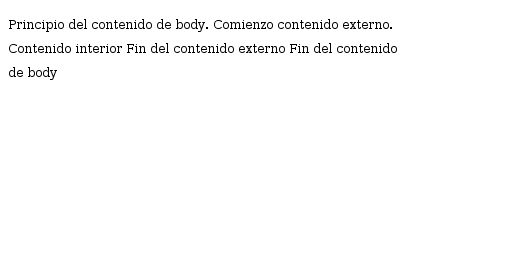 Principio del contenido de body. Comienzo contenido externo.
Contenido interior Fin del contenido externo Fin del contenido
de body